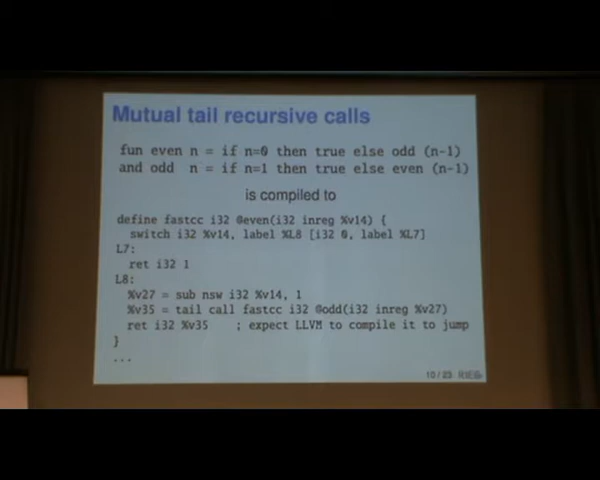 Mutual tail recursive calls
fun even n = if n=0 then true else odd (n-1)
and odd n = if n=1 then true else even (n-1)
is compiled to
define fastcc i32 @even(i32 inreg %v14) {
switch i32 %v14, label %L8 [i32 0, label %L7]
L7:
ret i32 1
L8:
%v27 = sub nsw i32 %v14, 1
%v35 = tail call fastcc i32 @odd(i32 inreg %v27)
ret i32 %v35 ; expect LLVM to compile it to jump
}
...
10 / 23